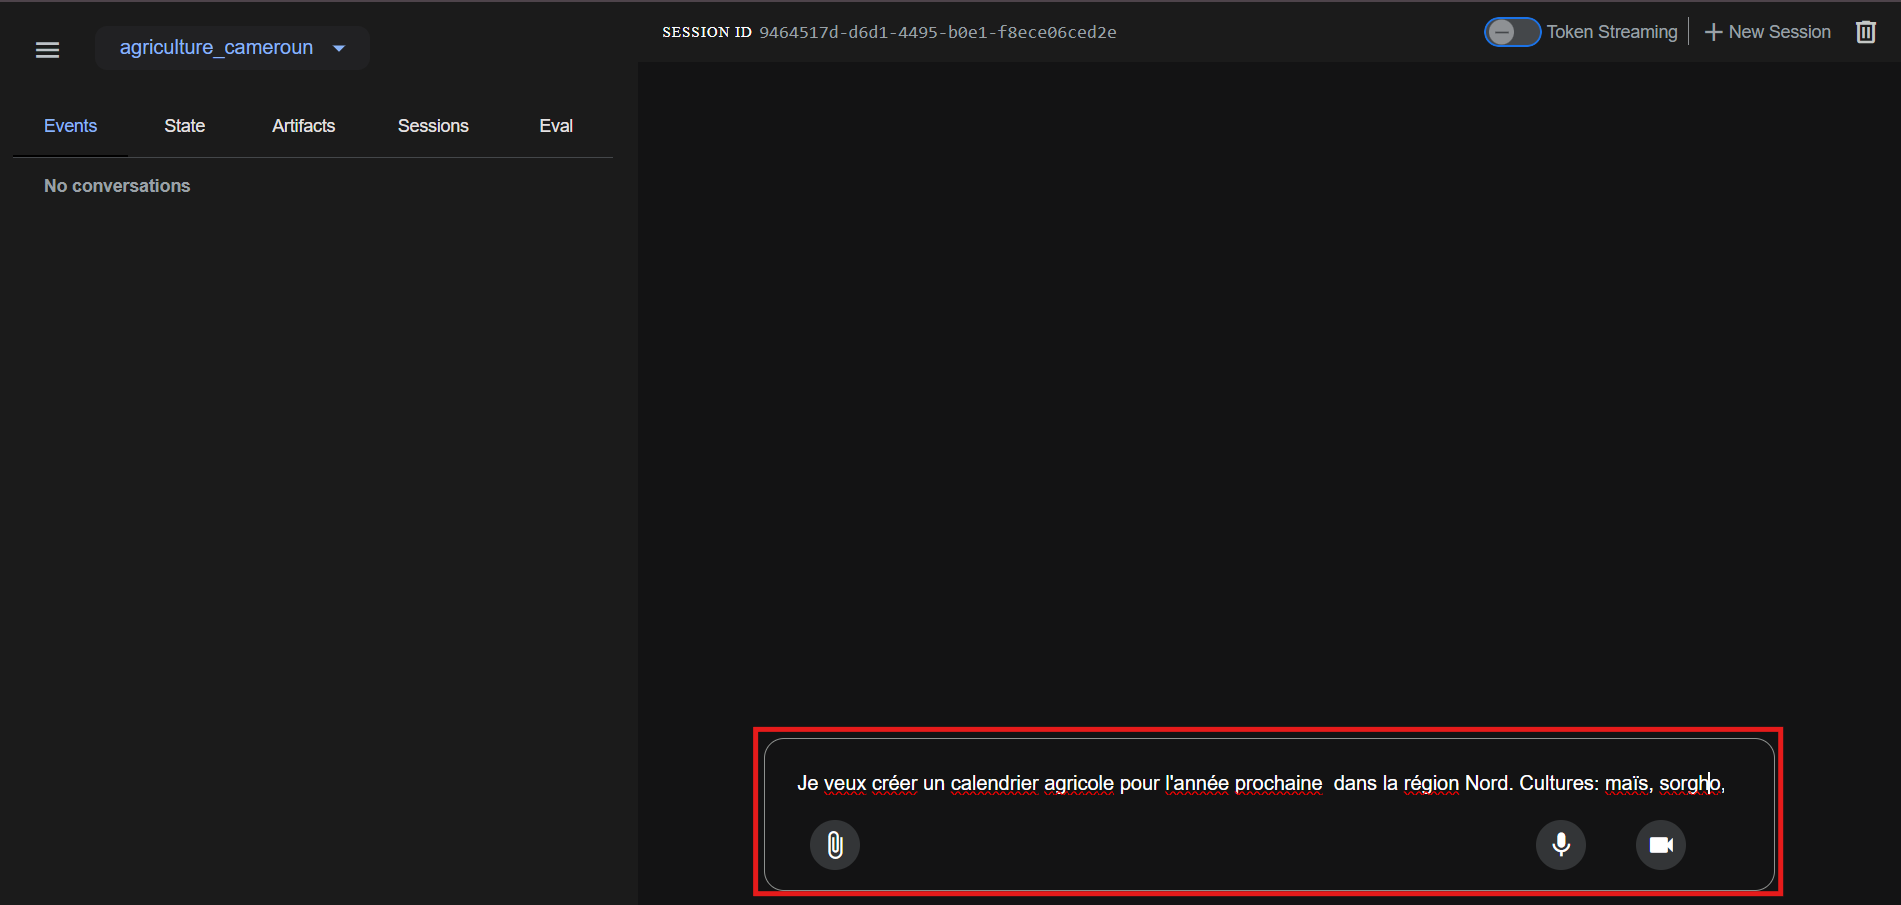 agriculture_cameroun
SESSION ID 9464517d-d6d1-4495-b0e1-f8ece06ced2e
Token Streaming
New Session
Events
State
Artifacts
Sessions
Eval
No conversations
Je veux créer un calendrier agricole pour l'année prochaine  dans la région Nord. Cultures: maïs, sorgho,